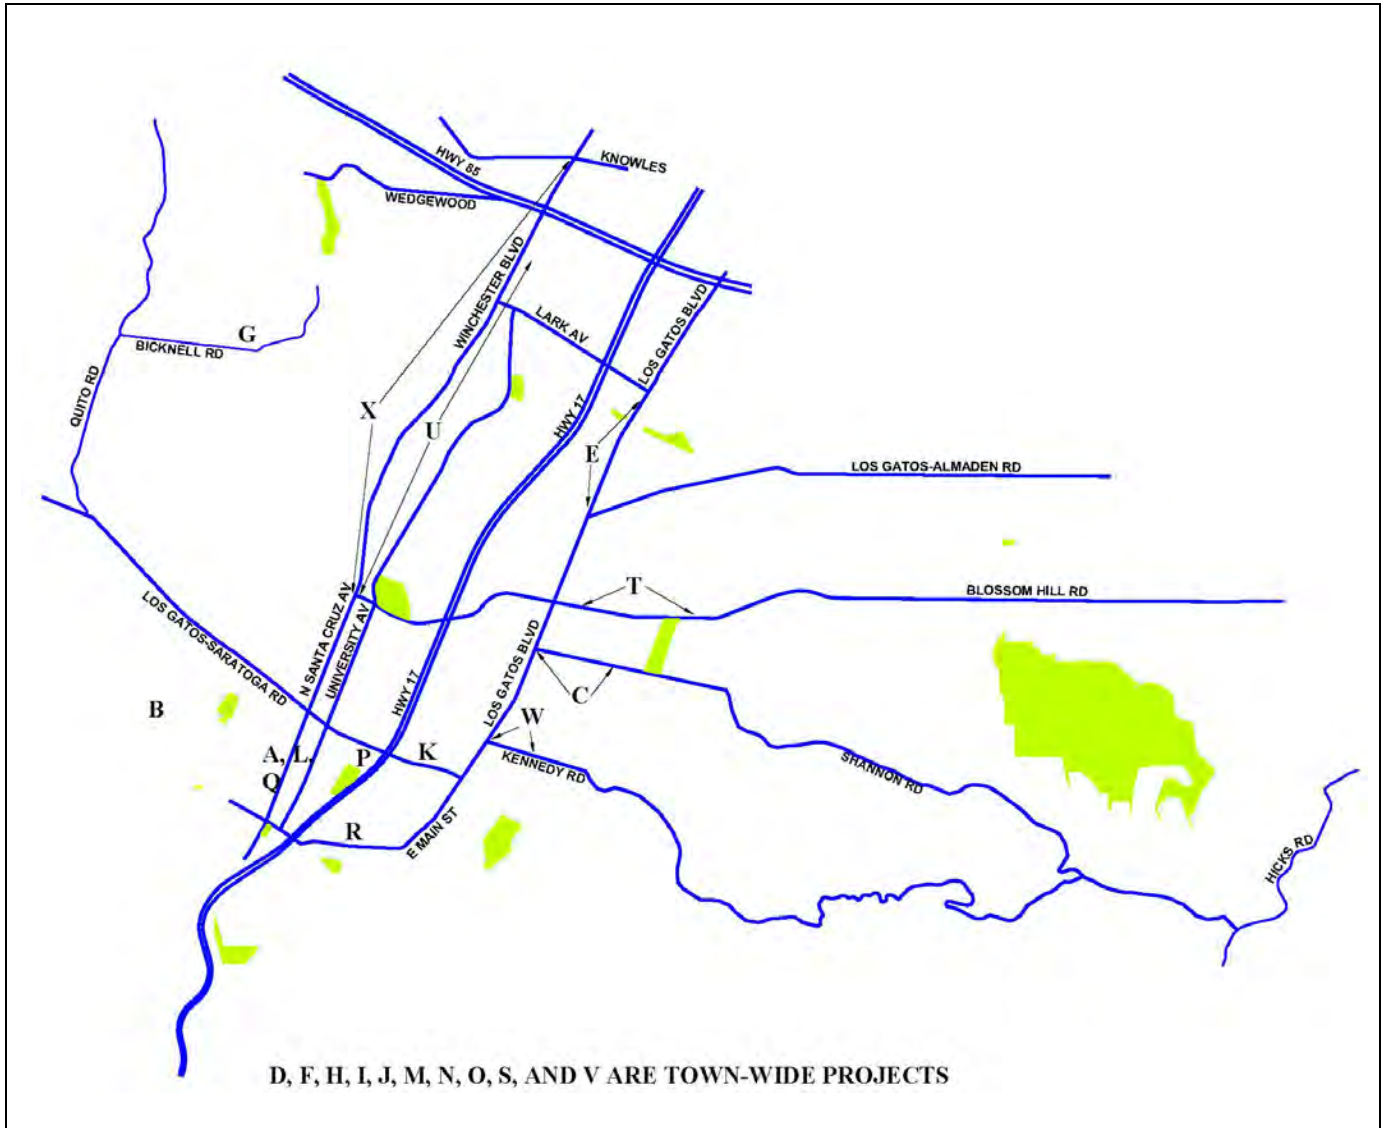 KNOWLES
HWY 85
WEDGEWOOD
WINCHESTER BLVD
LARK AV
LOS GATOS BLVD
G
BICKNELL RD
QUITO RD
X
U
HWY 17
E
LOS GATOS-ALMADEN RD
T
BLOSSOM HILL RD
N SANTA CRUZ AV
UNIVERSITY AV
LOS GATOS-SARATOGA RD
LOS GATOS BLVD
HWY 17
C
B
W
A, L,
Q
P
K
KENNEDY RD
SHANNON RD
R
E MAIN ST
HICKS RD
D, F, H, I, J, M, N, O, S, AND V ARE TOWN-WIDE PROJECTS